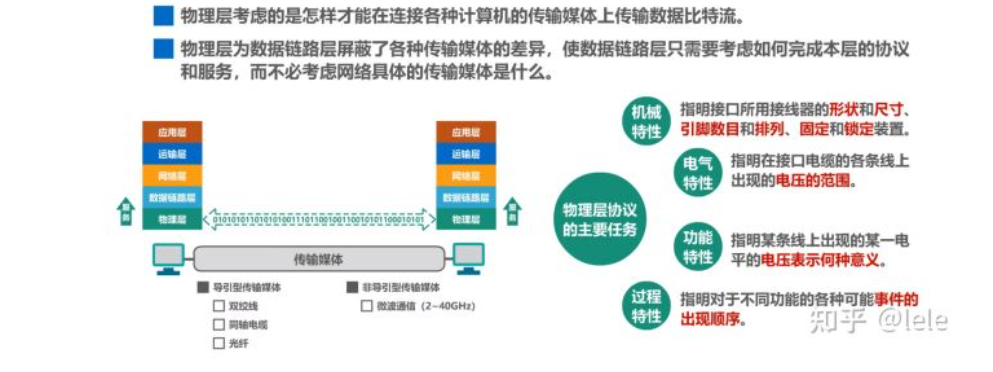 物理层考虑的是怎样才能在连接各种计算机的传输媒体上传输数据比特流。
物理层为数据链路层屏蔽了各种传输媒体的差异，使数据链路层只需要考虑如何完成本层的协议
和服务，而不必考虑网络具体的传输媒体是什么。
应用层
运输层
网络层
数据链路层
物理层
服务
应用层
运输层
网络层
数据链路层
物理层
服务
传输媒体
导引型传输媒体
双绞线
同轴电缆
光纤
非导引型传输媒体
微波通信（2~40GHz）
物理层协议
的主要任务
机械
特性
指明接口所用接线器的形状和尺寸、
引脚数目和排列、固定和锁定装置。
电气
特性
指明在接口电缆的各条线上
出现的电压的范围。
功能
特性
指明某条线上出现的某一电
平的电压表示何种意义。
过程
特性
指明对于不同功能的各种可能事件的
出现顺序。
知乎 @lele